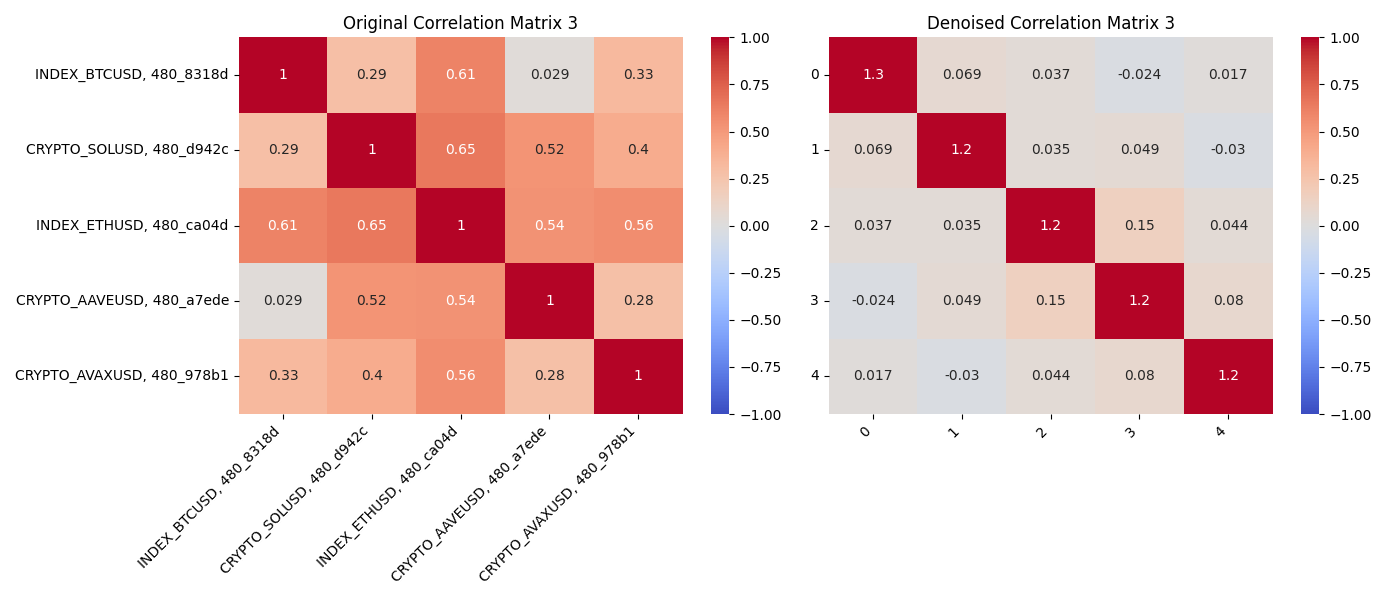 Original Correlation Matrix 3
INDEX_BTCUSD, 480_8318d
CRYPTO_SOLUSD, 480_d942c
INDEX_ETHUSD, 480_ca04d
CRYPTO_AAVEUSD, 480_a7ede
CRYPTO_AVAXUSD, 480_978b1
1 0.29 0.61 0.029 0.33
0.29 1 0.65 0.52 0.4
0.61 0.65 1 0.54 0.56
0.029 0.52 0.54 1 0.28
0.33 0.4 0.56 0.28 1
INDEX_BTCUSD, 480_8318d
CRYPTO_SOLUSD, 480_d942c
INDEX_ETHUSD, 480_ca04d
CRYPTO_AAVEUSD, 480_a7ede
CRYPTO_AVAXUSD, 480_978b1
1.00
0.75
0.50
0.25
0.00
−0.25
−0.50
−0.75
−1.00
Denoised Correlation Matrix 3
0 1.3 0.069 0.037 -0.024 0.017
1 0.069 1.2 0.035 0.049 -0.03
2 0.037 0.035 1.2 0.15 0.044
3 -0.024 0.049 0.15 1.2 0.08
4 0.017 -0.03 0.044 0.08 1.2
0 1 2 3 4
1.00
0.75
0.50
0.25
0.00
−0.25
−0.50
−0.75
−1.00